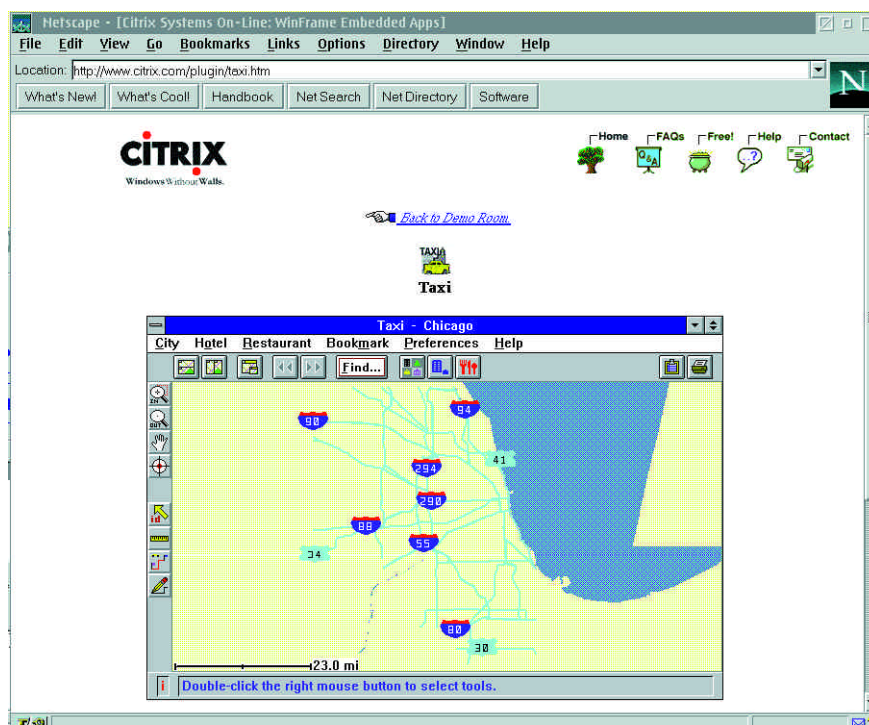 Netscape - [Citrix Systems On-Line: WinFrame Embedded Apps]
File Edit View Go Bookmarks Links Options Directory Window Help
Location: http://www.citrix.com/plugin/taxi.htm
What's New! What's Cool! Handbook Net Search Net Directory Software
N
Home FAQs Free! Help Contact
CITRIX
Windows Without Walls.
Q&A
..?
Back to Demo Room.
TAXI
Taxi
Taxi - Chicago
City Hotel Restaurant Bookmark Preferences Help
Find...
IN
OUT
90
94
41
294
290
88
55
34
80
30
23.0 mi
i Double-click the right mouse button to select tools.